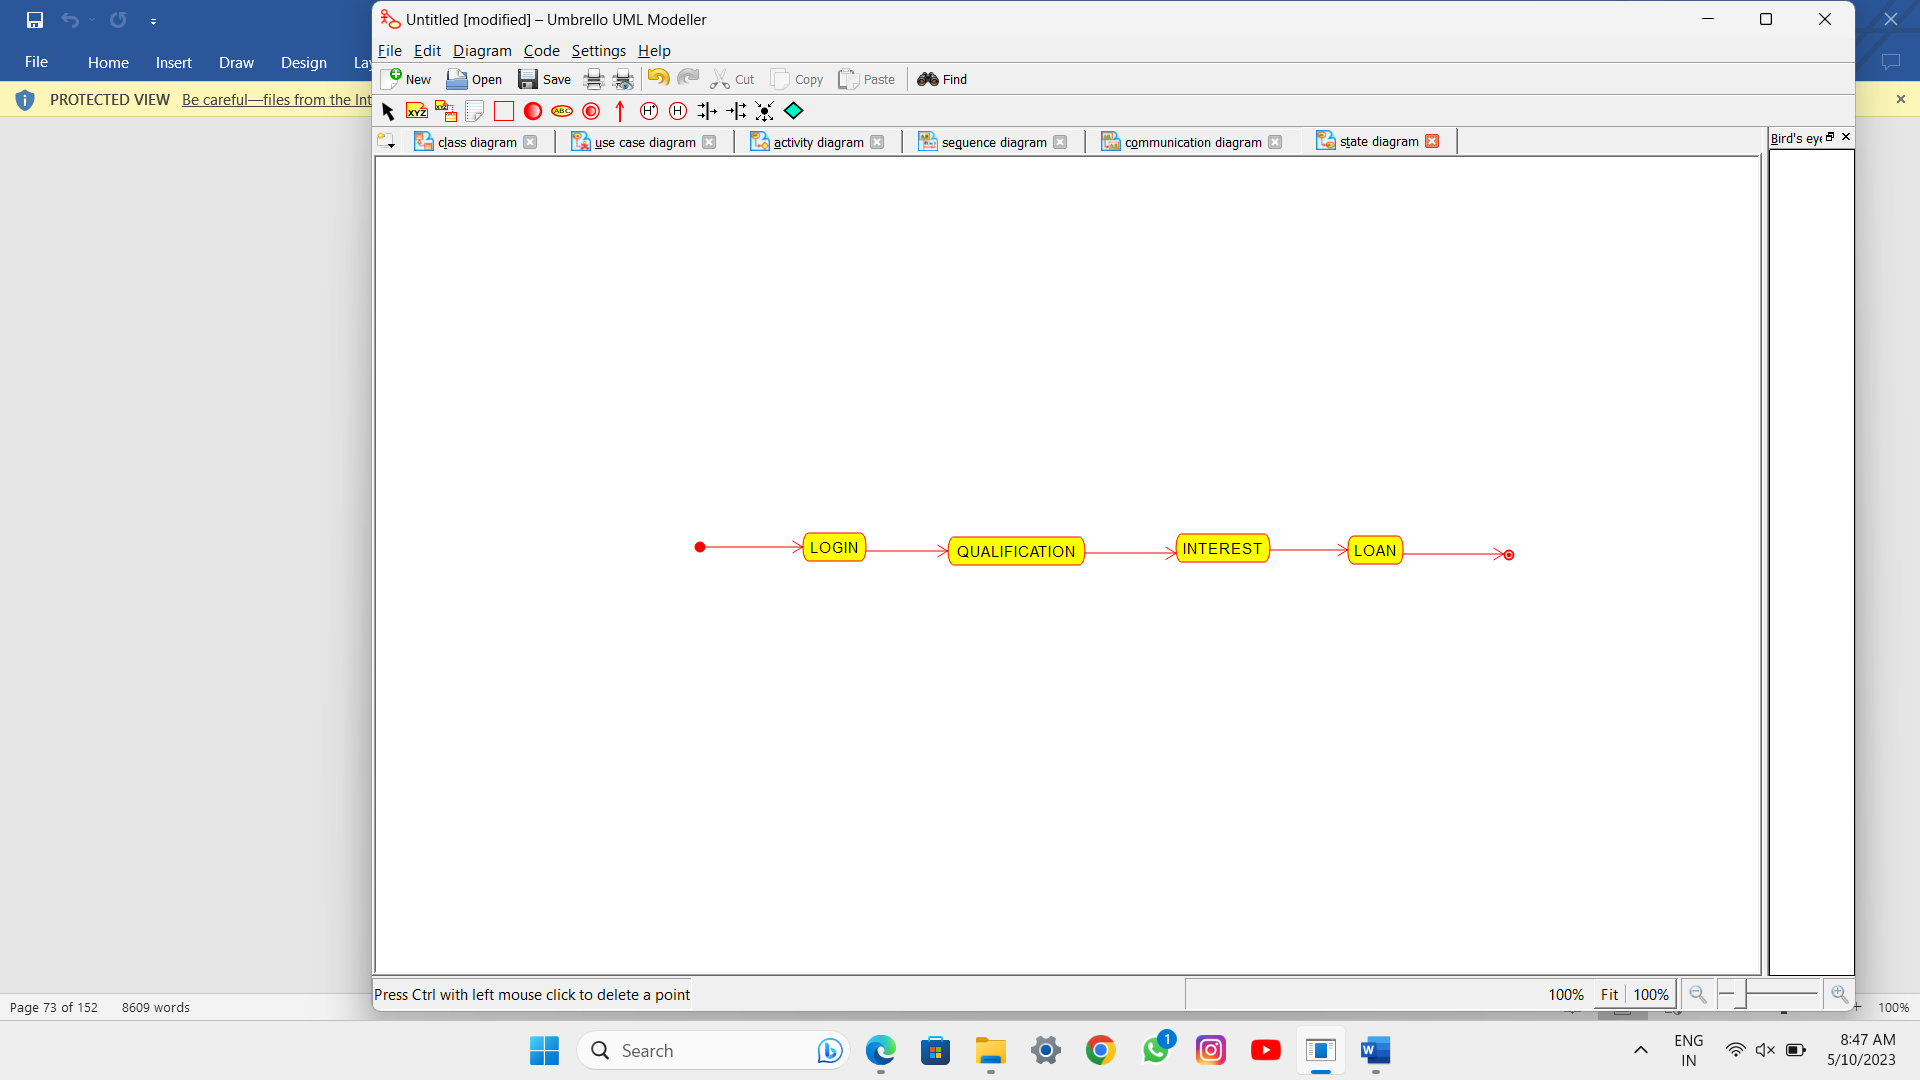 Untitled [modified] – Umbrello UML Modeller
File Edit Diagram Code Settings Help
File Home Insert Draw Design Lay
New Open Save Cut Copy Paste Find
PROTECTED VIEW Be careful—files from the Int
XYZ XYZ ABC H* H
class diagram use case diagram activity diagram sequence diagram communication diagram state diagram
Bird's eye
LOGIN QUALIFICATION INTEREST LOAN
Press Ctrl with left mouse click to delete a point
100% Fit 100%
Page 73 of 152 8609 words
100%
Search
1
W
ENG
IN
8:47 AM
5/10/2023